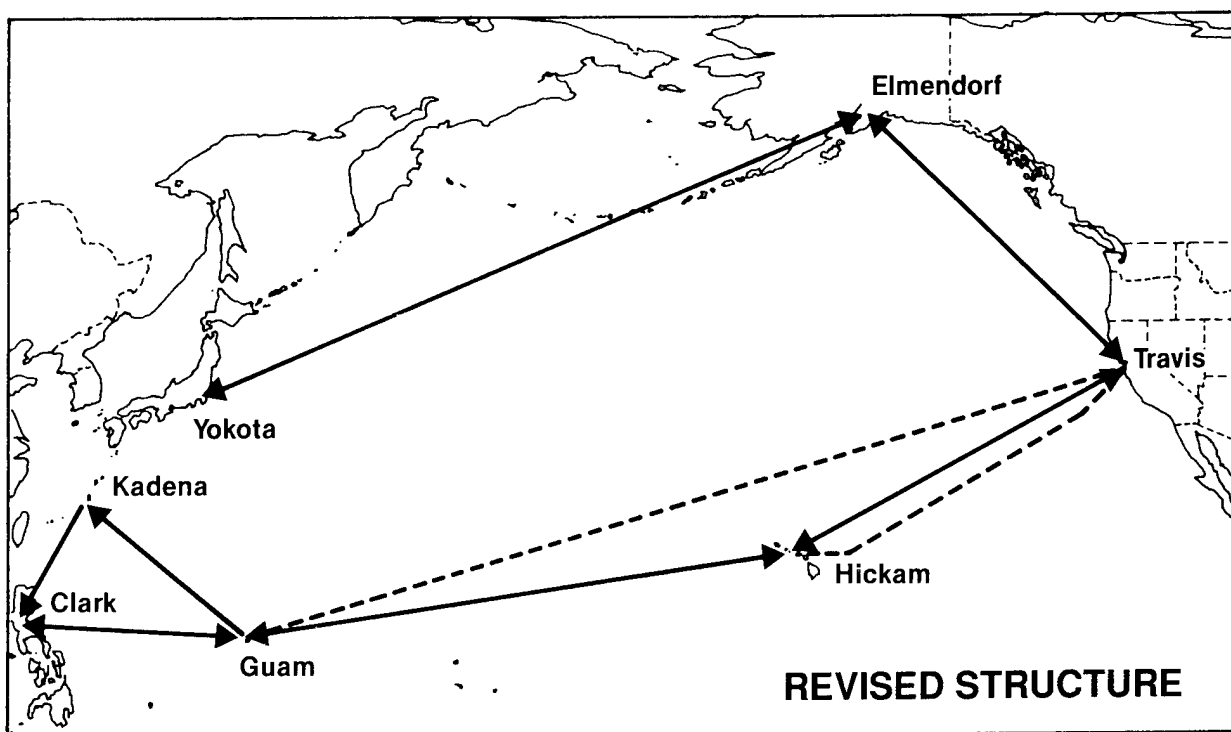 Elmendorf
Travis
Yokota
Kadena
Hickam
Clark
Guam
REVISED STRUCTURE